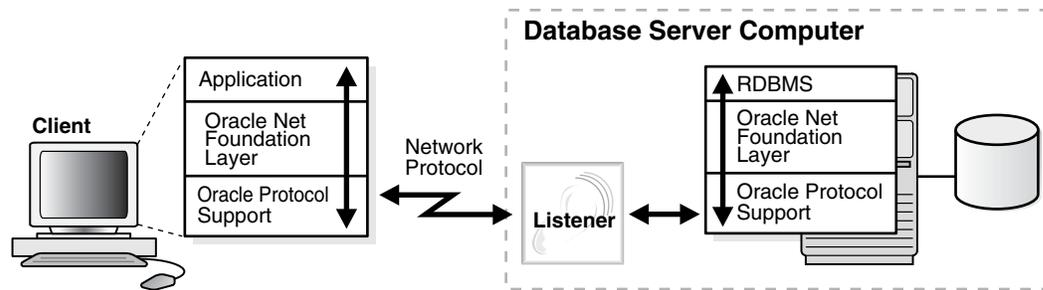 Database Server Computer
Client
Application
Oracle Net
Foundation
Layer
Oracle Protocol
Support
Network
Protocol
Listener
RDBMS
Oracle Net
Foundation
Layer
Oracle Protocol
Support